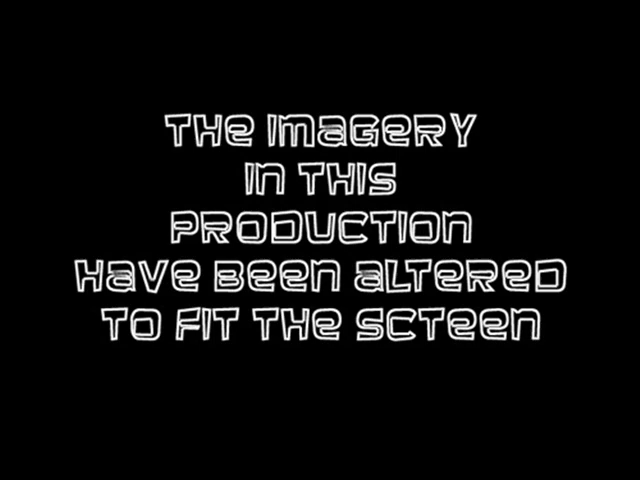 THE IMAGERY
IN THIS
PRODUCTION
HAVE BEEN ALTERED
TO FIT THE SCTEEN